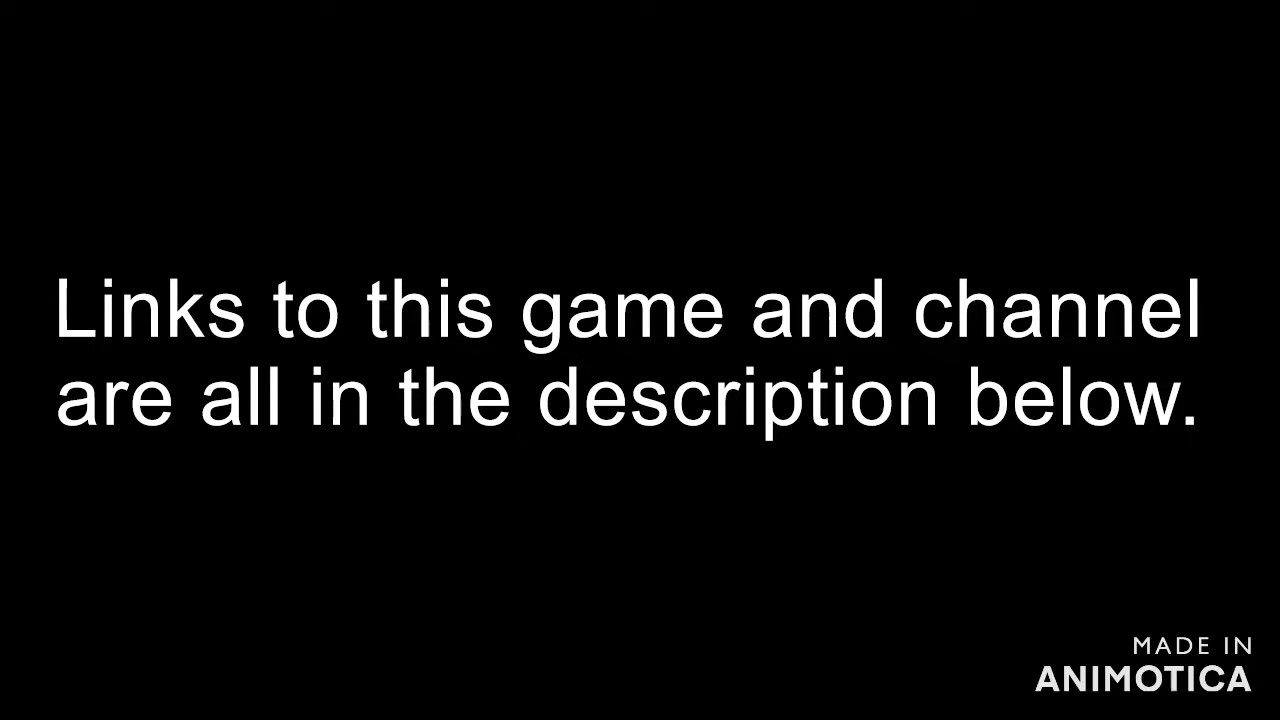 Links to this game and channel
are all in the description below.
MADE IN
ANIMOTICA